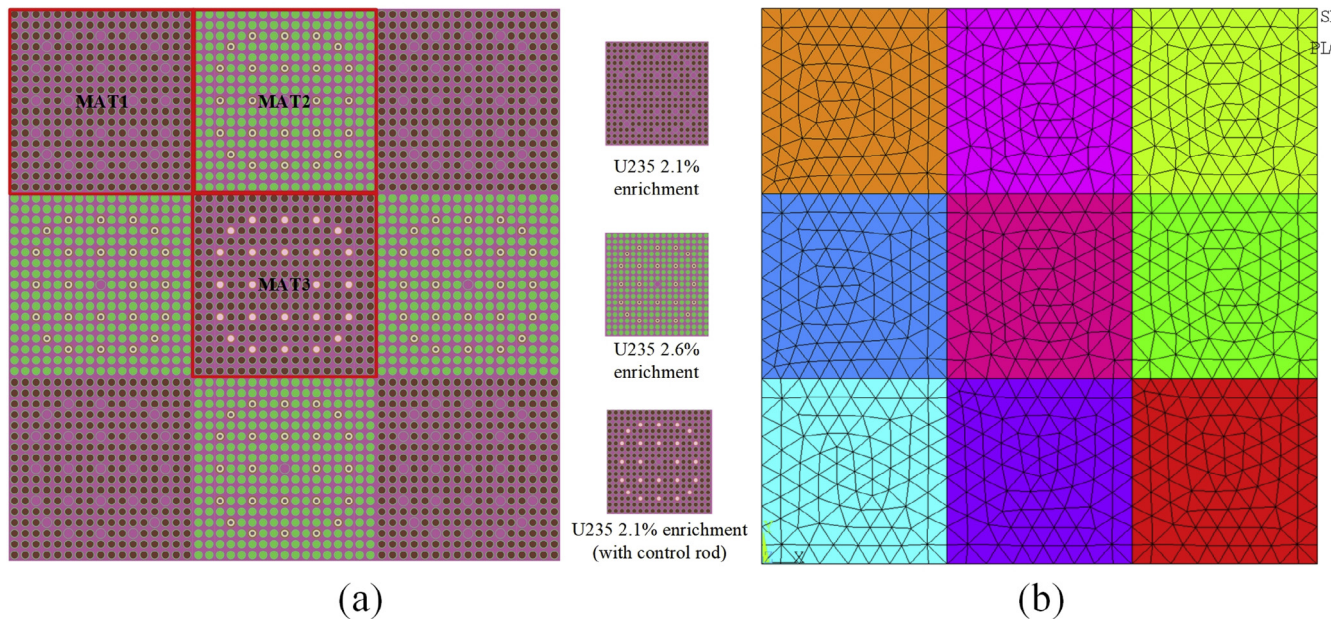 MAT1
MAT2
MAT3
U235 2.1%
enrichment
U235 2.6%
enrichment
U235 2.1% enrichment
(with control rod)
X
(a)
(b)